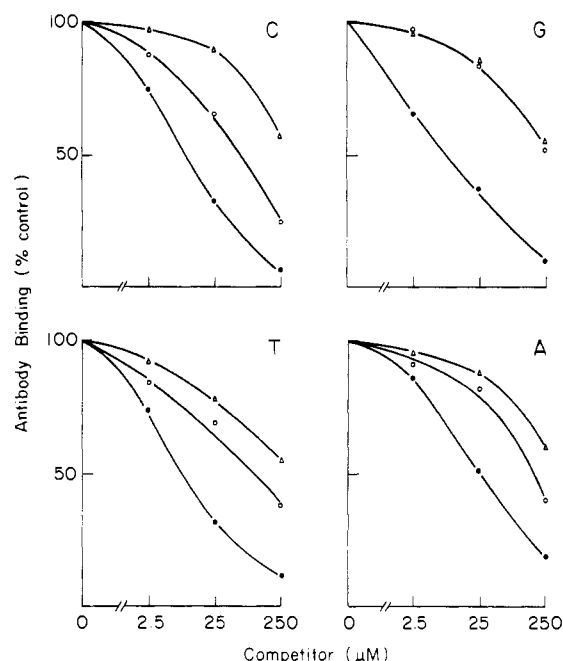 100
C
G
50
Antibody Binding (% control)
100
T
A
50
0 2.5 25 250
0 2.5 25 250
Competitor (μM)